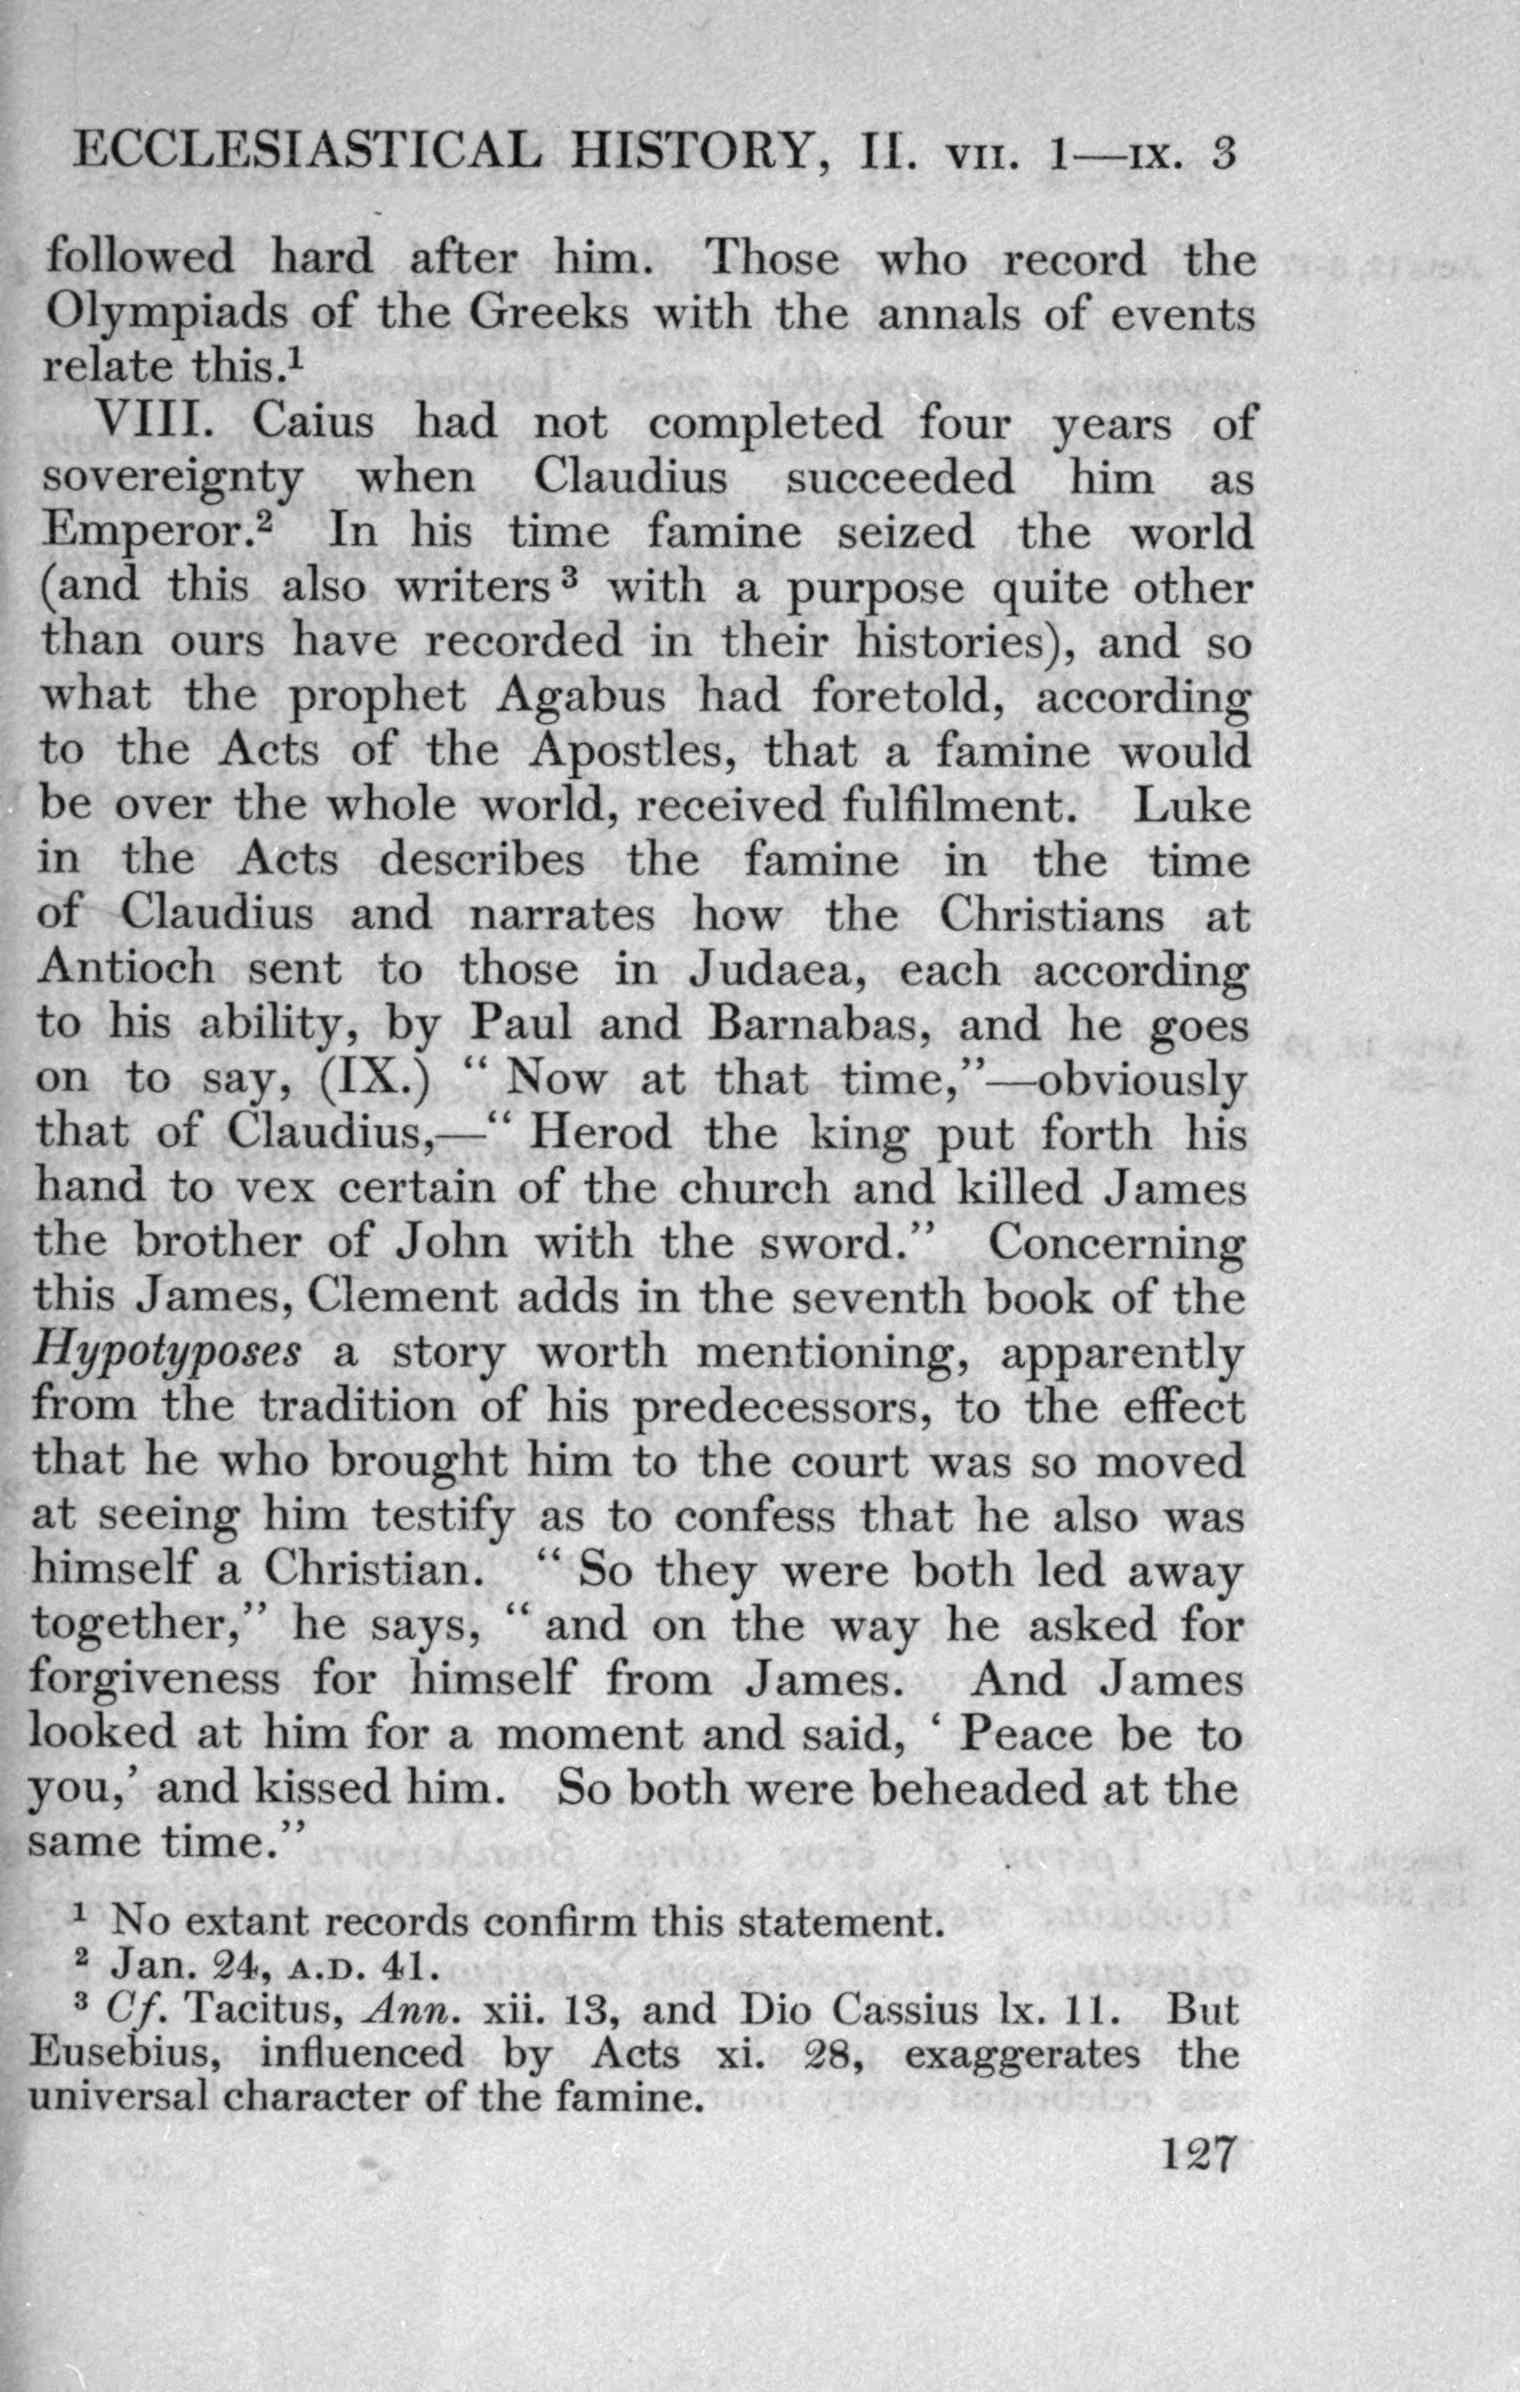 ECCLESIASTICAL HISTORY, II. VII. 1—IX. 3
followed hard after him. Those who record the
Olympiads of the Greeks with the annals of events
relate this.¹
VIII. Caius had not completed four years of
sovereignty when Claudius succeeded him as
Emperor.² In his time famine seized the world
(and this also writers³ with a purpose quite other
than ours have recorded in their histories), and so
what the prophet Agabus had foretold, according
to the Acts of the Apostles, that a famine would
be over the whole world, received fulfilment. Luke
in the Acts describes the famine in the time
of Claudius and narrates how the Christians at
Antioch sent to those in Judaea, each according
to his ability, by Paul and Barnabas, and he goes
on to say, (IX.) “ Now at that time,”—obviously
that of Claudius,—“ Herod the king put forth his
hand to vex certain of the church and killed James
the brother of John with the sword.” Concerning
this James, Clement adds in the seventh book of the
Hypotyposes a story worth mentioning, apparently
from the tradition of his predecessors, to the effect
that he who brought him to the court was so moved
at seeing him testify as to confess that he also was
himself a Christian. “ So they were both led away
together,” he says, “ and on the way he asked for
forgiveness for himself from James. And James
looked at him for a moment and said, ‘ Peace be to
you,’ and kissed him. So both were beheaded at the
same time.”
¹ No extant records confirm this statement.
² Jan. 24, A.D. 41.
³ Cf. Tacitus, Ann. xii. 13, and Dio Cassius lx. 11. But
Eusebius, influenced by Acts xi. 28, exaggerates the
universal character of the famine.
127